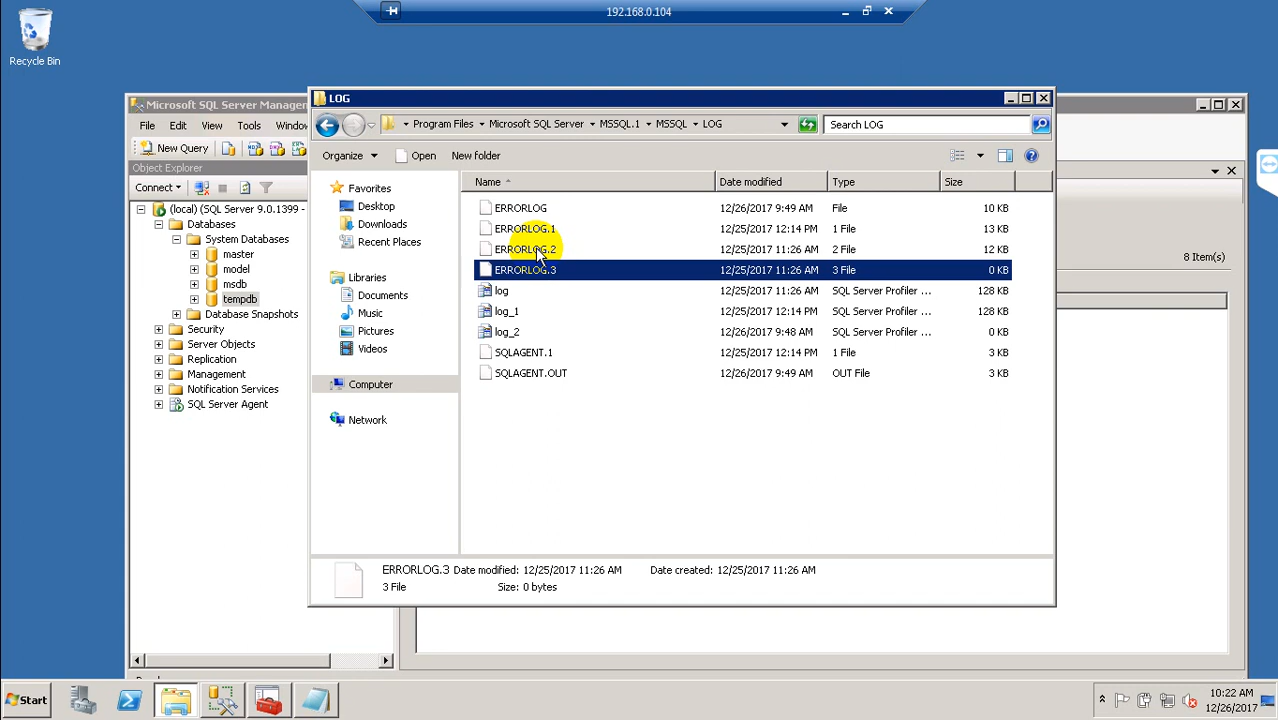 192.168.0.104
Recycle Bin
Microsoft SQL Server Manag
File Edit View Tools Window
New Query
Object Explorer
Connect
(local) (SQL Server 9.0.1399 -
Databases
System Databases
master
model
msdb
tempdb
Database Snapshots
Security
Server Objects
Replication
Management
Notification Services
SQL Server Agent
LOG
Program Files Microsoft SQL Server MSSQL.1 MSSQL LOG
Search LOG
Organize Open New folder
Favorites
Desktop
Downloads
Recent Places
Libraries
Documents
Music
Pictures
Videos
Computer
Network
Name Date modified Type Size
ERRORLOG 12/26/2017 9:49 AM File 10 KB
ERRORLOG.1 12/25/2017 12:14 PM 1 File 13 KB
ERRORLOG.2 12/25/2017 11:26 AM 2 File 12 KB
ERRORLOG.3 12/25/2017 11:26 AM 3 File 0 KB
log 12/25/2017 11:26 AM SQL Server Profiler ... 128 KB
log_1 12/25/2017 12:14 PM SQL Server Profiler ... 128 KB
log_2 12/26/2017 9:48 AM SQL Server Profiler ... 0 KB
SQLAGENT.1 12/25/2017 12:14 PM 1 File 3 KB
SQLAGENT.OUT 12/26/2017 9:49 AM OUT File 3 KB
ERRORLOG.3 Date modified: 12/25/2017 11:26 AM Date created: 12/25/2017 11:26 AM
3 File Size: 0 bytes
8 Item(s)
Start
10:22 AM
12/26/2017